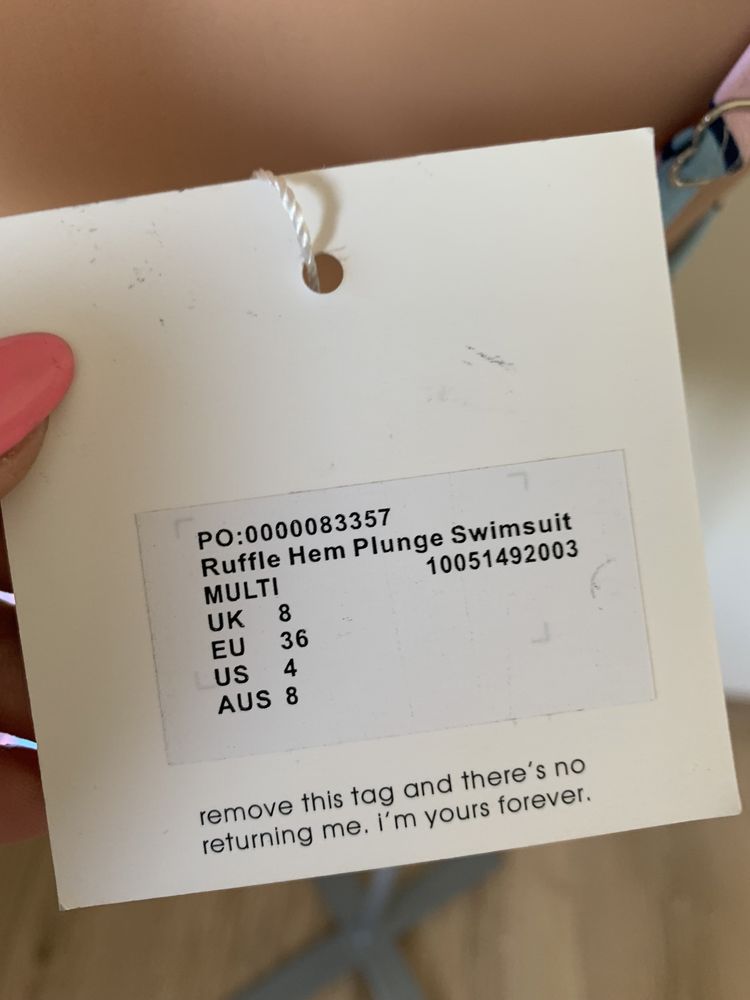 PO:0000083357
Ruffle Hem Plunge Swimsuit
MULTI 10051492003
UK 8
EU 36
US 4
AUS 8
remove this tag and there's no
returning me. i'm yours forever.